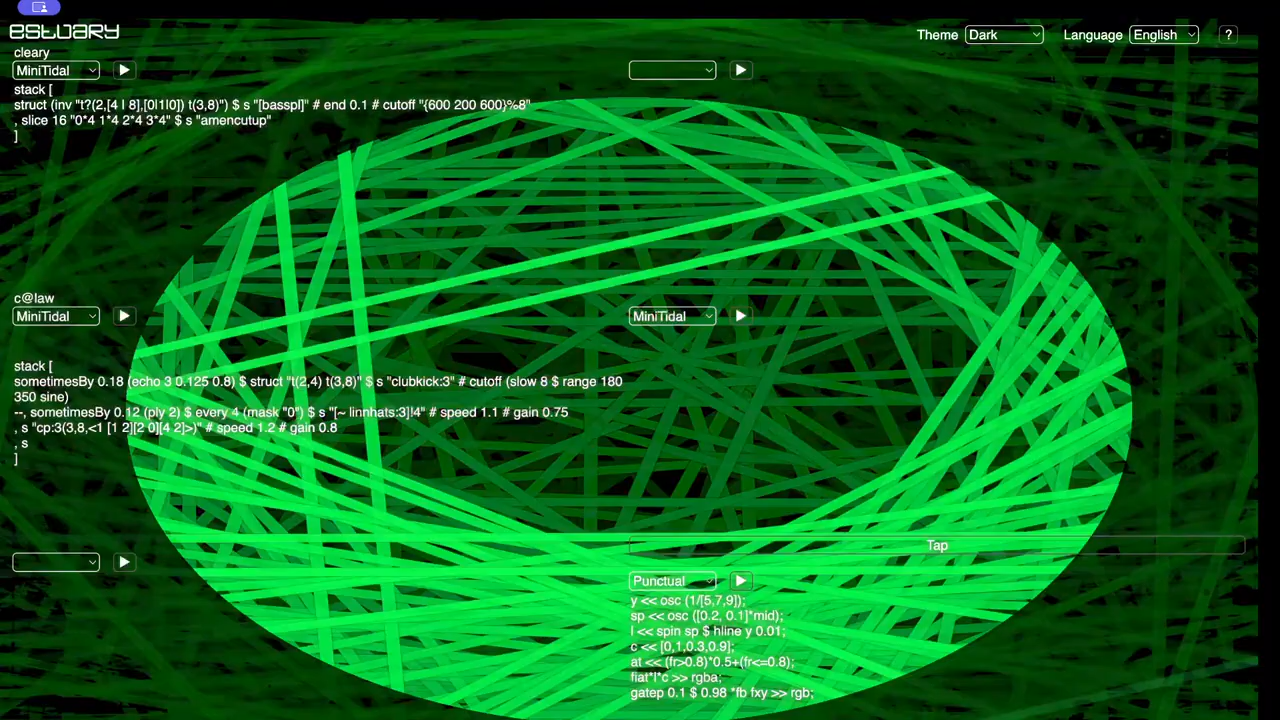 estuary
Theme Dark Language English ?
cleary
MiniTidal
stack [
struct (inv "t?(2,[4 | 8],[0|1|0]) t(3,8)") $ s "[basspl]" # end 0.1 # cutoff "{600 200 600}%8"
, slice 16 "0*4 1*4 2*4 3*4" $ s "amencutup"
]
c@law
MiniTidal
stack [
sometimesBy 0.18 (echo 3 0.125 0.8) $ struct "t(2,4) t(3,8)" $ s "clubkick:3" # cutoff (slow 8 $ range 180
350 sine)
--, sometimesBy 0.12 (ply 2) $ every 4 (mask "0") $ s "[~ linnhats:3]!4" # speed 1.1 # gain 0.75
, s "cp:3(3,8,<1 [1 2][2 0][4 2]>)" # speed 1.2 # gain 0.8
, s
]
MiniTidal
Tap
Punctual
y << osc (1/[5,7,9]);
sp << osc ([0.2, 0.1]*mid);
l << spin sp $ hline y 0.01;
c << [0,1,0.3,0.9];
at << (fr>0.8)*0.5+(fr<=0.8);
fiat*l*c >> rgba;
gatep 0.1 $ 0.98 *fb fxy >> rgb;